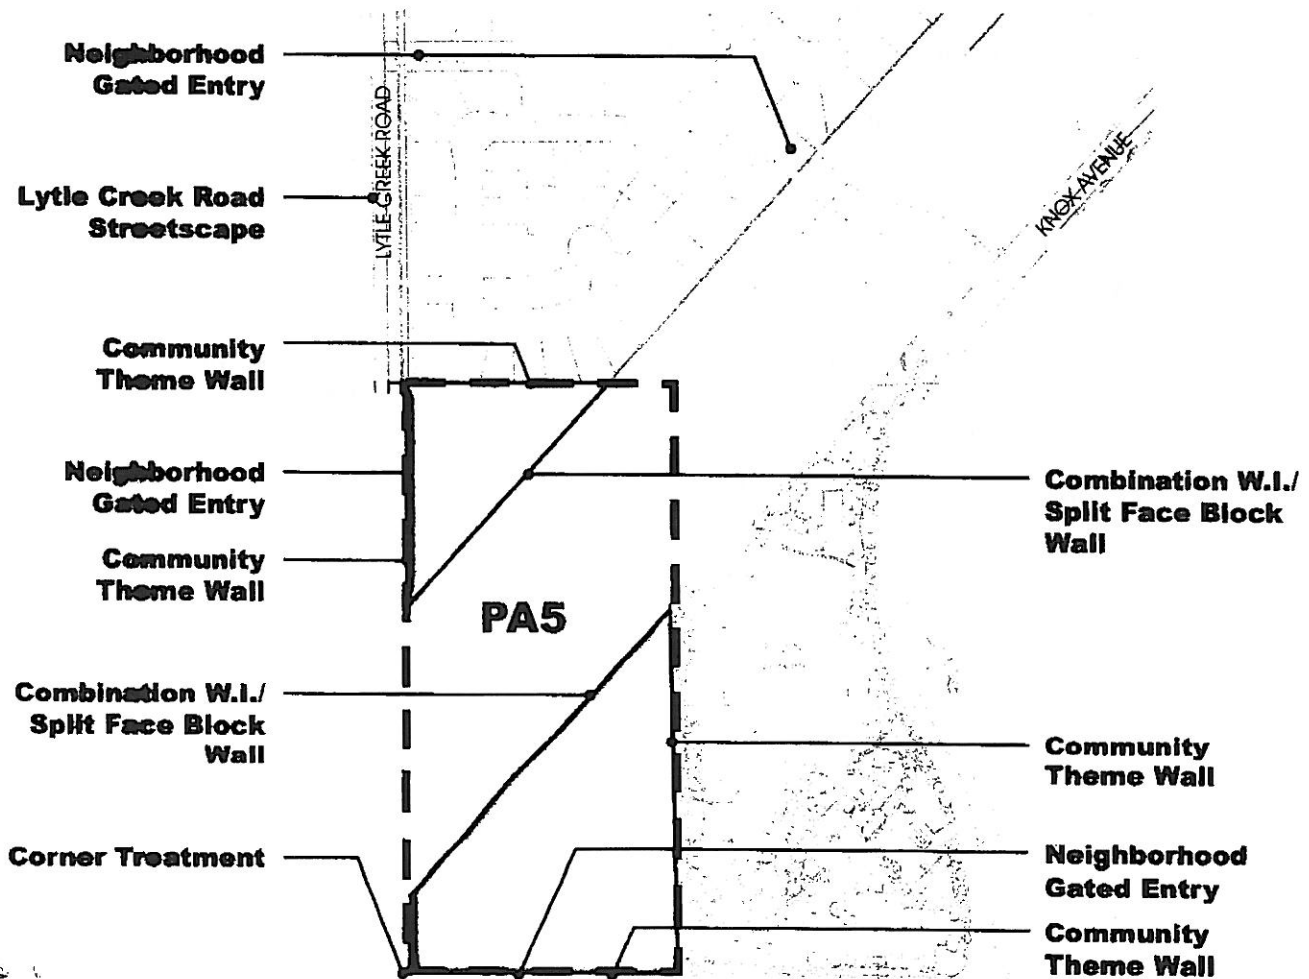 Neighborhood
Gated Entry
Lytle Creek Road
Streetscape
LYTLE CREEK ROAD
KNOX AVENUE
Community
Theme Wall
Neighborhood
Gated Entry
Community
Theme Wall
Combination W.I./
Split Face Block
Wall
PA5
Combination W.I./
Split Face Block
Wall
Corner Treatment
Community
Theme Wall
Neighborhood
Gated Entry
Community
Theme Wall